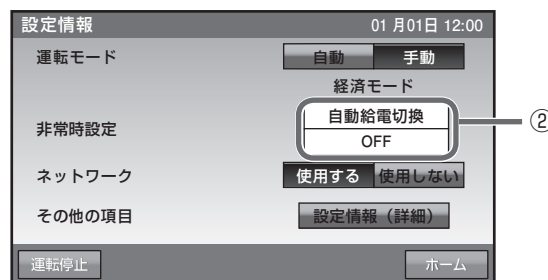 設定情報 01 月01日 12:00
運転モード 自動 手動
経済モード
非常時設定 自動給電切換
OFF
②
ネットワーク 使用する 使用しない
その他の項目 設定情報（詳細）
運転停止 ホーム